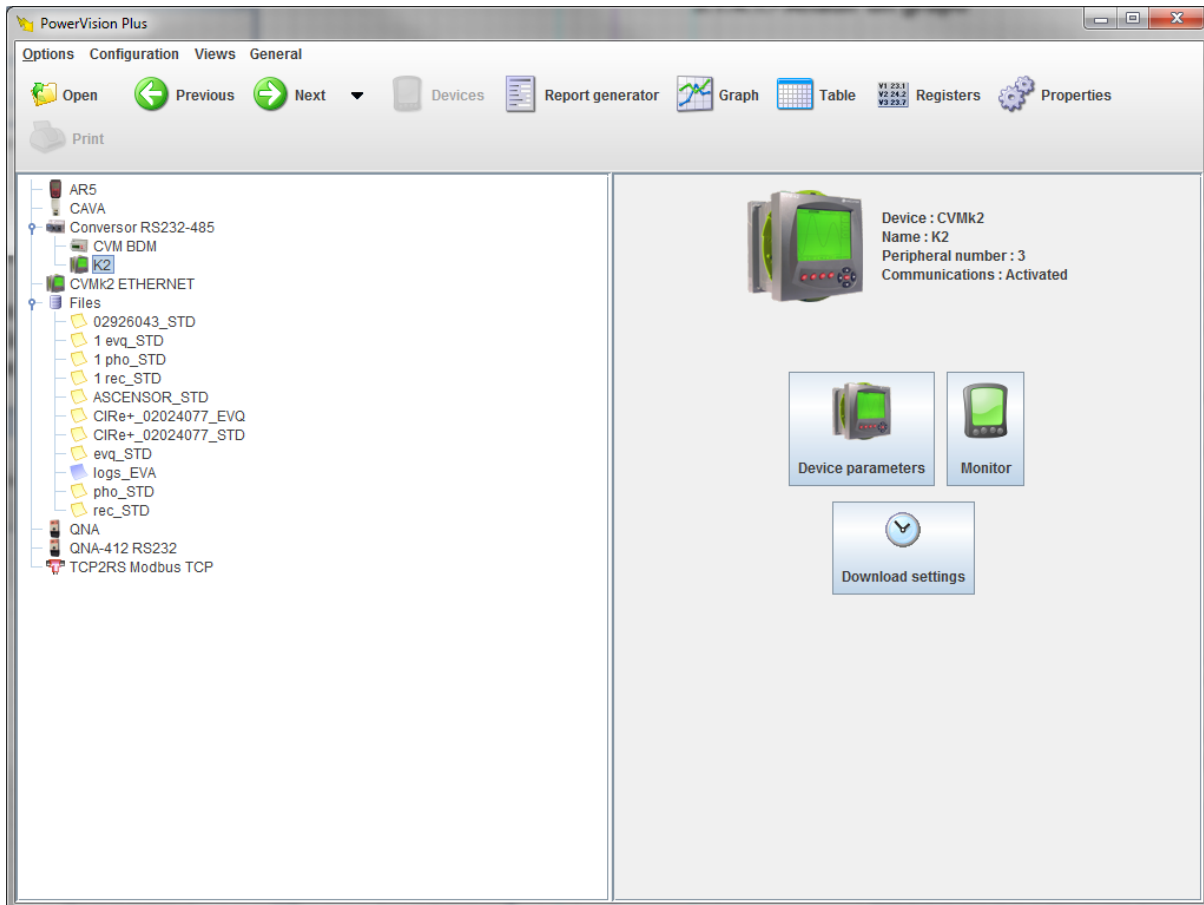 PowerVision Plus
Options Configuration Views General
Open Previous Next Devices Report generator Graph Table V1 23.1 V2 24.2 V3 23.7 Registers Properties
Print
AR5
CAVA
Conversor RS232-485
CVM BDM
K2
CVMk2 ETHERNET
Files
02926043_STD
1 evq_STD
1 pho_STD
1 rec_STD
ASCENSOR_STD
CIRe+_02024077_EVQ
CIRe+_02024077_STD
evq_STD
logs_EVA
pho_STD
rec_STD
QNA
QNA-412 RS232
TCP2RS Modbus TCP
Device : CVMk2
Name : K2
Peripheral number : 3
Communications : Activated
Device parameters Monitor
Download settings